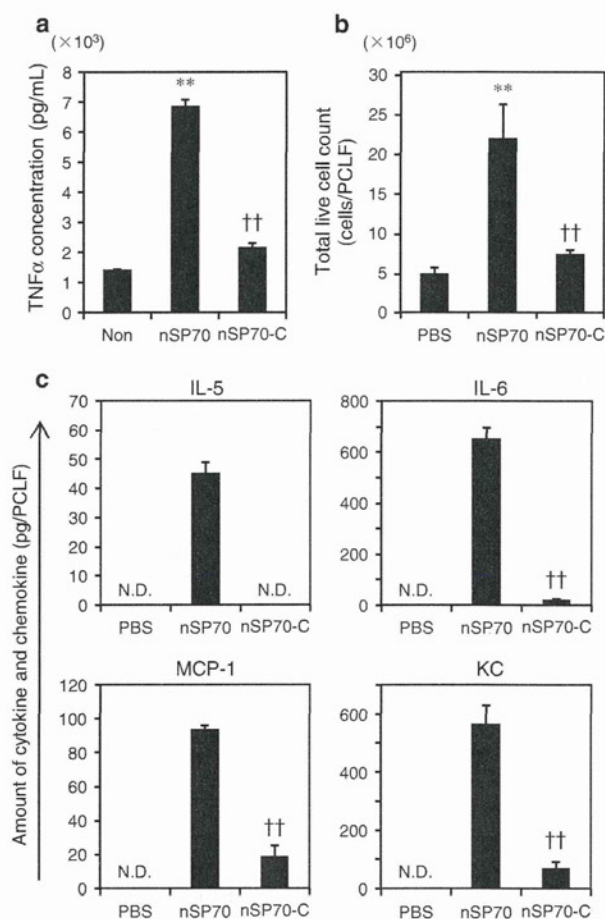 a
(×10³)
TNFα concentration (pg/mL)
8
7
6
5
4
3
2
1
0
**
††
Non nSP70 nSP70-C
b
(×10⁶)
Total live cell count
(cells/PCLF)
30
25
20
15
10
5
0
**
††
PBS nSP70 nSP70-C
c
Amount of cytokine and chemokine (pg/PCLF)
IL-5
70
60
50
40
30
20
10
0
N.D. N.D.
PBS nSP70 nSP70-C
IL-6
800
600
400
200
0
N.D.
††
PBS nSP70 nSP70-C
MCP-1
120
100
80
60
40
20
0
N.D.
††
PBS nSP70 nSP70-C
KC
600
400
200
0
N.D.
††
PBS nSP70 nSP70-C